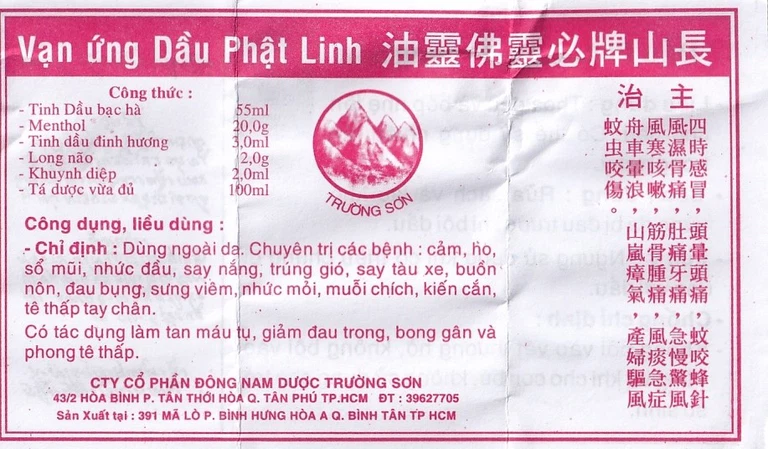 Vạn ứng Dầu Phật Linh 長山牌必靈佛靈油
Công thức :
- Tinh Dầu bạc hà 55ml
- Menthol 20,0g
- Tinh dầu đinh hương 3,0ml
- Long não 2,0g
- Khuynh diệp 2,0ml
- Tá dược vừa đủ 100ml
TRƯỜNG SƠN
Công dụng, liều dùng :
- Chỉ định : Dùng ngoài da. Chuyên trị các bệnh : cảm, ho,
sổ mũi, nhức đầu, say nắng, trúng gió, say tàu xe, buồn
nôn, đau bụng, sưng viêm, nhức mỏi, muỗi chích, kiến cắn,
tê thấp tay chân.
Có tác dụng làm tan máu tụ, giảm đau trong, bong gân và
phong tê thấp.
主治
四時感冒，頭暈頭痛，蚊咬蜂針
風濕骨痛，肚痛牙痛，急慢驚風
風寒咳嗽，筋骨腫痛，風痰急症
舟車暈浪，山嵐瘴氣，產婦驅風
蚊虫咬傷。
CTY CỔ PHẦN ĐÔNG NAM DƯỢC TRƯỜNG SƠN
43/2 HÒA BÌNH P. TÂN THỚI HÒA Q. TÂN PHÚ TP.HCM ĐT : 39627705
Sản Xuất tại : 391 MÃ LÒ P. BÌNH HƯNG HÒA A Q. BÌNH TÂN TP HCM